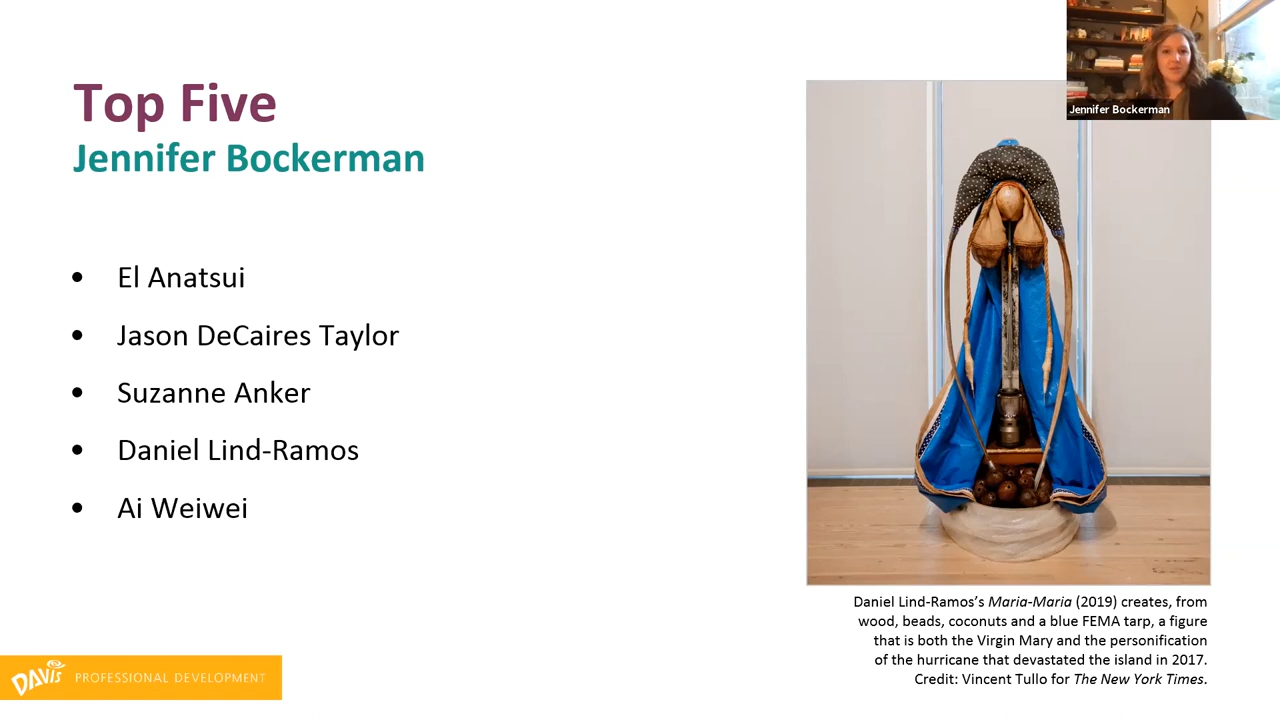 Top Five
Jennifer Bockerman
• El Anatsui
• Jason DeCaires Taylor
• Suzanne Anker
• Daniel Lind-Ramos
• Ai Weiwei
Jennifer Bockerman
Daniel Lind-Ramos’s Maria-Maria (2019) creates, from
wood, beads, coconuts and a blue FEMA tarp, a figure
that is both the Virgin Mary and the personification
of the hurricane that devastated the island in 2017.
Credit: Vincent Tullo for The New York Times.
DAVIS PROFESSIONAL DEVELOPMENT